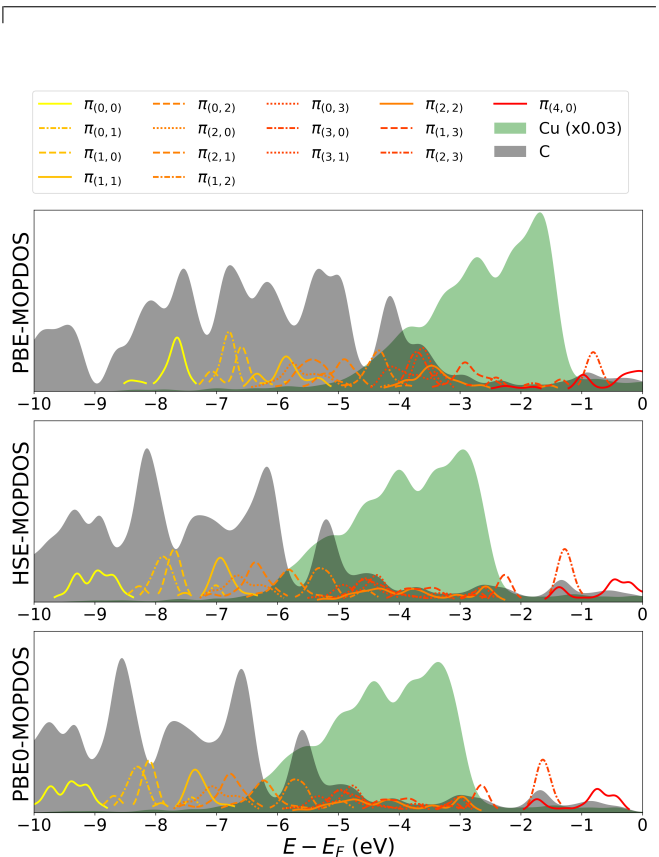 π(0, 0) π(0, 2) π(0, 3) π(2, 2) π(4, 0)
π(0, 1) π(2, 0) π(3, 0) π(1, 3) Cu (x0.03)
π(1, 0) π(2, 1) π(3, 1) π(2, 3) C
π(1, 1) π(1, 2)
PBE-MOPDOS
−10 −9 −8 −7 −6 −5 −4 −3 −2 −1 0
HSE-MOPDOS
−10 −9 −8 −7 −6 −5 −4 −3 −2 −1 0
PBE0-MOPDOS
−10 −9 −8 −7 −6 −5 −4 −3 −2 −1 0
E − E_F (eV)